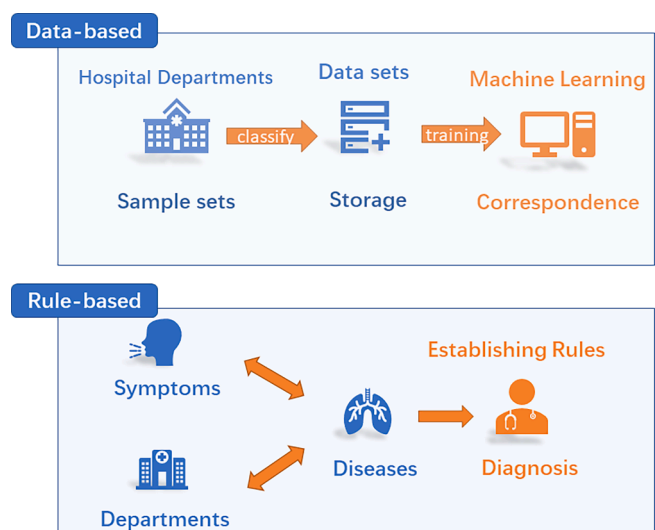 Data-based
Hospital Departments
Data sets
Machine Learning
classify
training
Sample sets
Storage
Correspondence
Rule-based
Symptoms
Establishing Rules
Diseases
Diagnosis
Departments